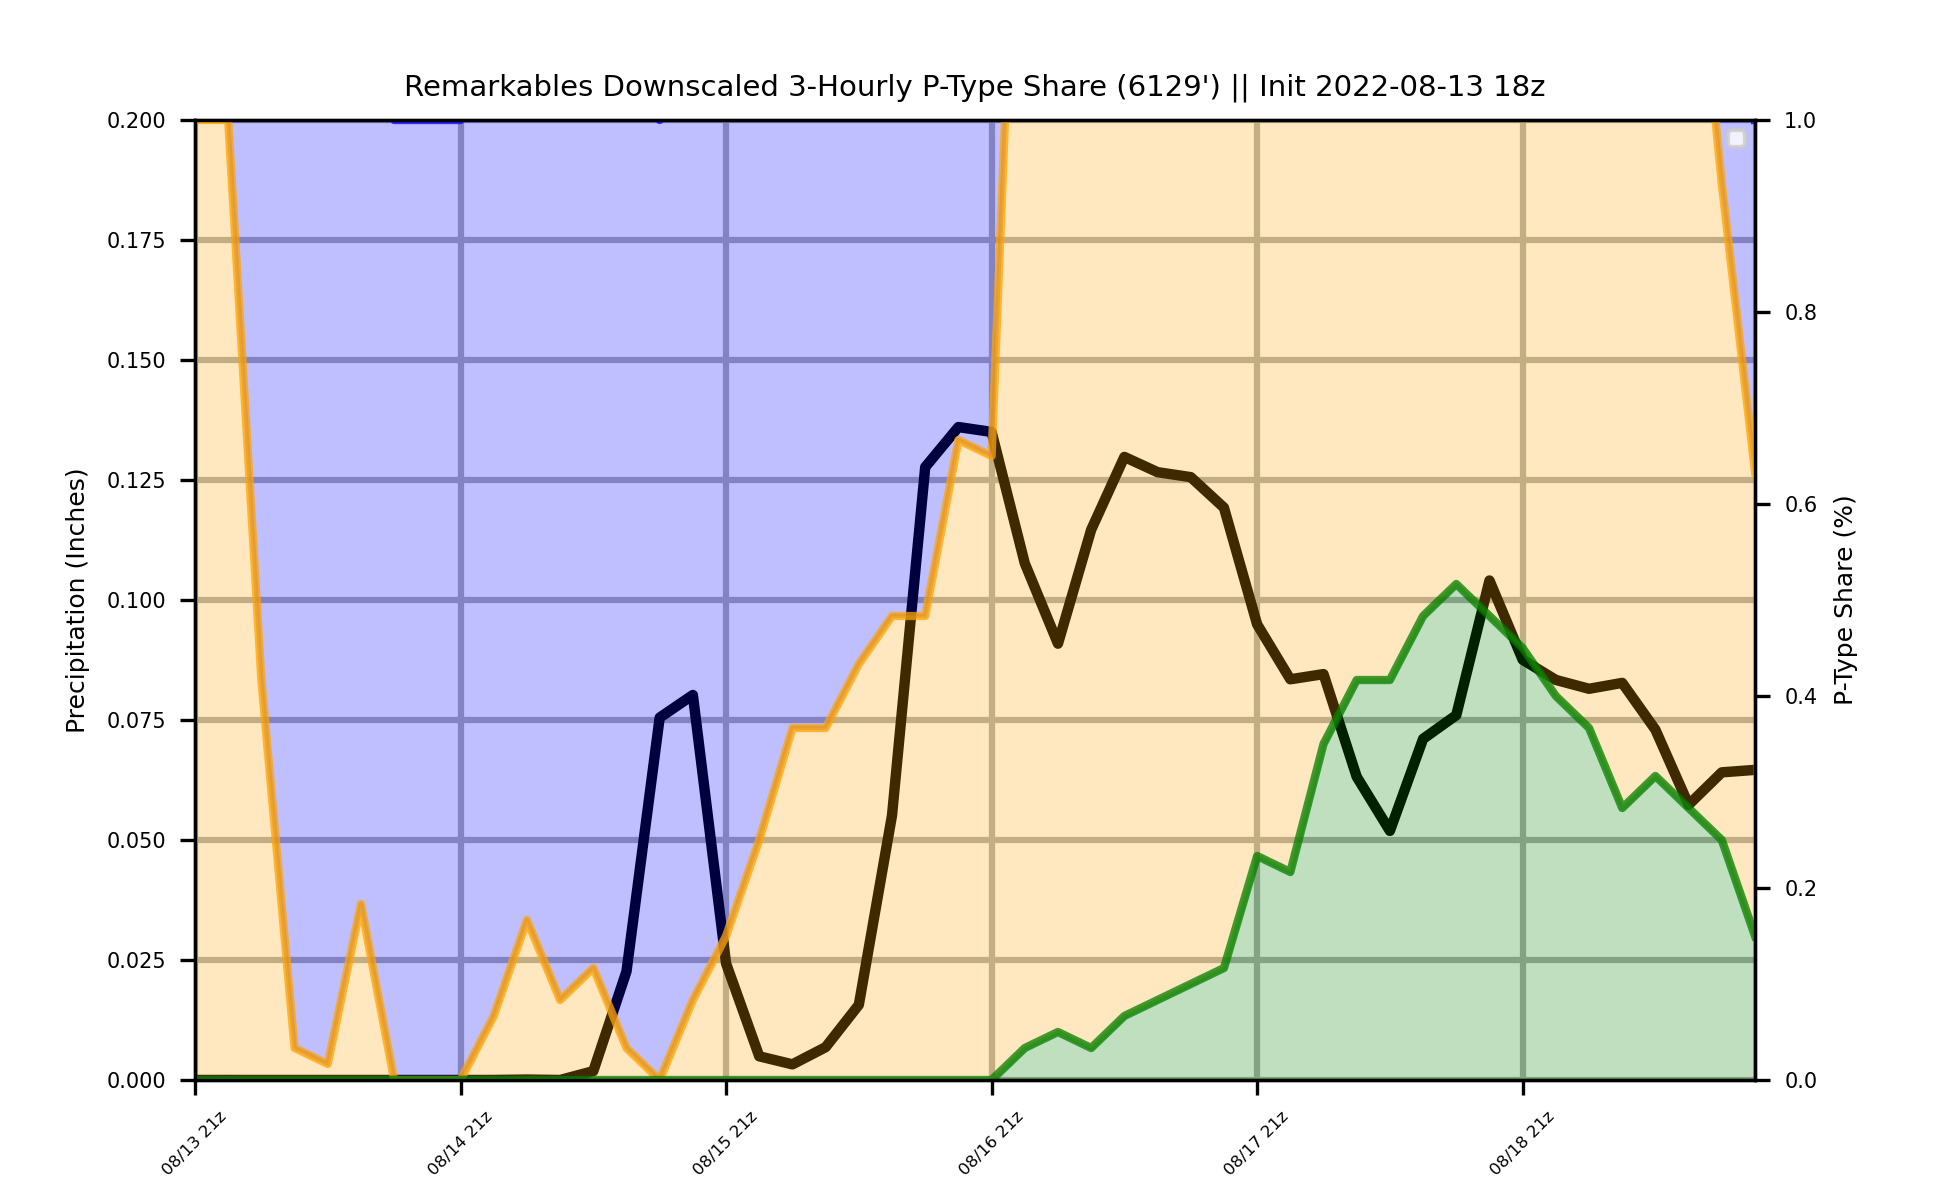 Remarkables Downscaled 3-Hourly P-Type Share (6129') || Init 2022-08-13 18z
0.200
0.175
0.150
0.125
0.100
0.075
0.050
0.025
0.000
Precipitation (Inches)
1.0
0.8
0.6
0.4
0.2
0.0
P-Type Share (%)
08/13 21z
08/14 21z
08/15 21z
08/16 21z
08/17 21z
08/18 21z